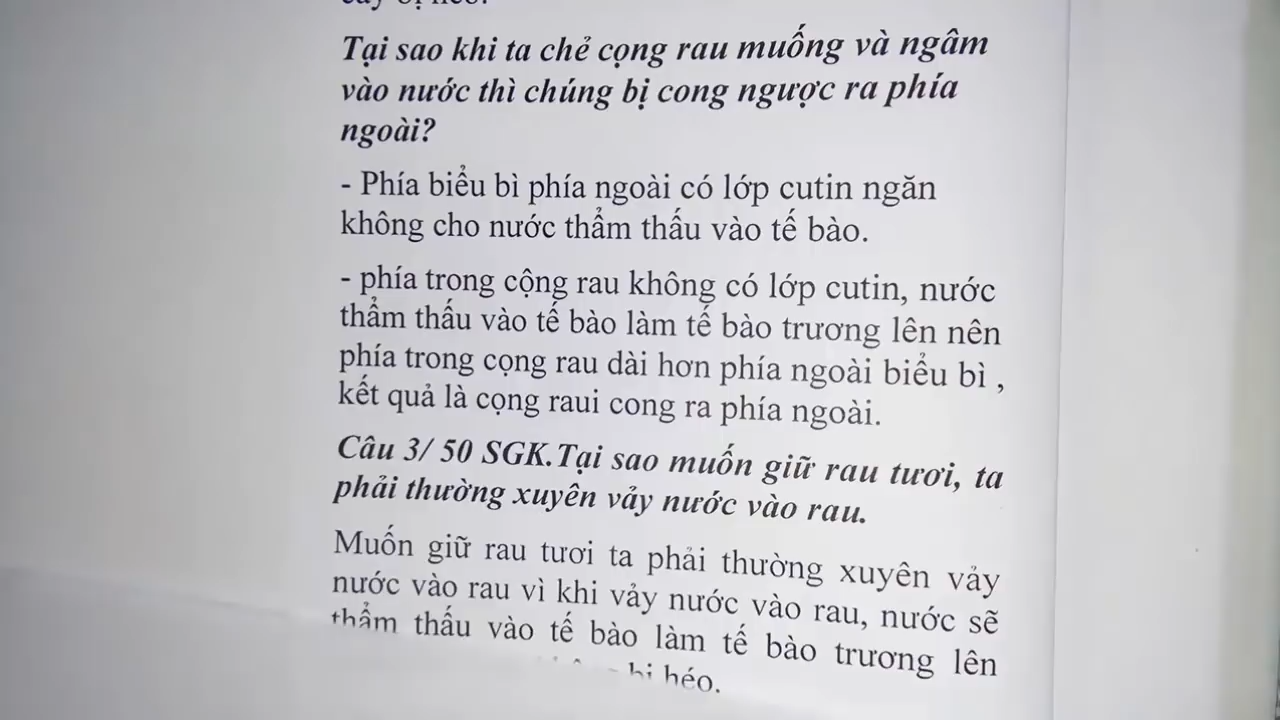 cây bị héo.
Tại sao khi ta chẻ cọng rau muống và ngâm
vào nước thì chúng bị cong ngược ra phía
ngoài?
- Phía biểu bì phía ngoài có lớp cutin ngăn
không cho nước thẩm thấu vào tế bào.
- phía trong cộng rau không có lớp cutin, nước
thẩm thấu vào tế bào làm tế bào trương lên nên
phía trong cọng rau dài hơn phía ngoài biểu bì ,
kết quả là cọng raui cong ra phía ngoài.
Câu 3/ 50 SGK.Tại sao muốn giữ rau tươi, ta
phải thường xuyên vảy nước vào rau.
Muốn giữ rau tươi ta phải thường xuyên vảy
nước vào rau vì khi vảy nước vào rau, nước sẽ
thẩm thấu vào tế bào làm tế bào trương lên
bị héo.